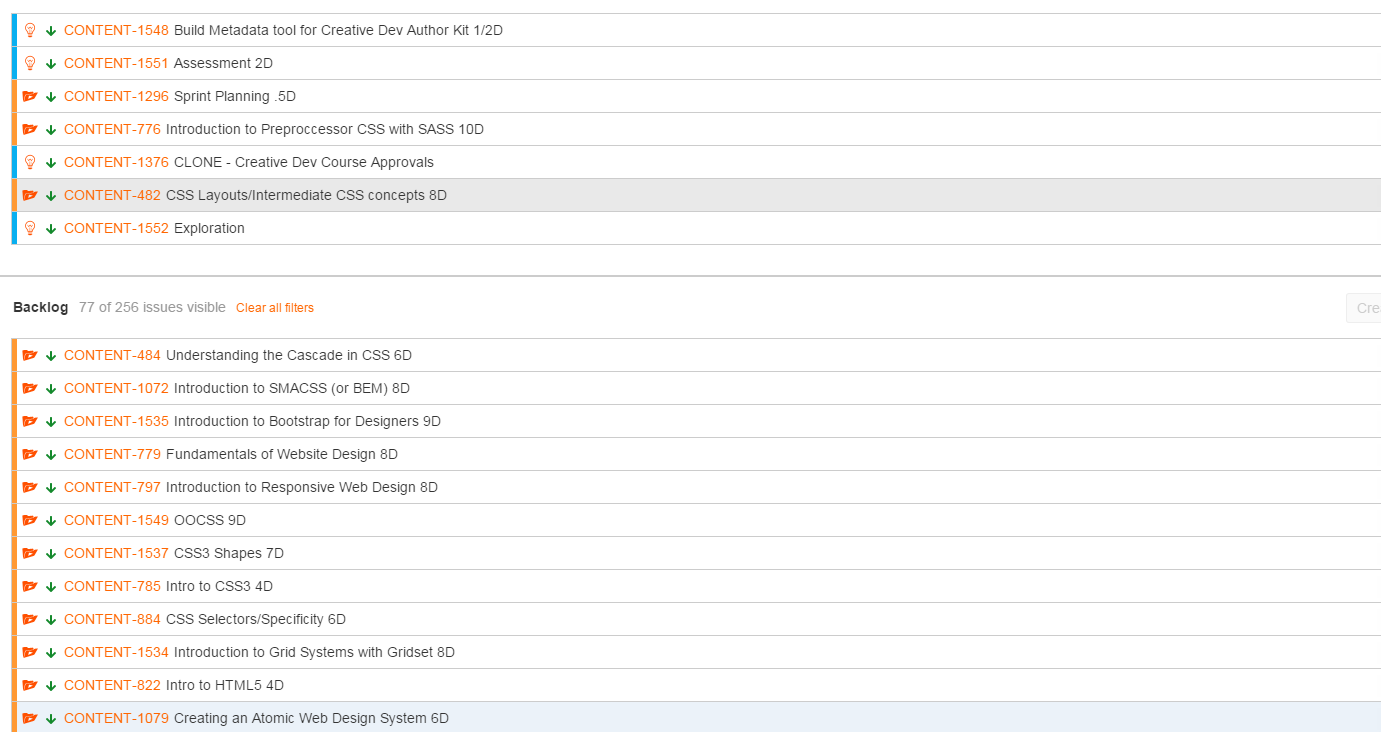 CONTENT-1548 Build Metadata tool for Creative Dev Author Kit 1/2D
CONTENT-1551 Assessment 2D
CONTENT-1296 Sprint Planning .5D
CONTENT-776 Introduction to Preproccessor CSS with SASS 10D
CONTENT-1376 CLONE - Creative Dev Course Approvals
CONTENT-482 CSS Layouts/Intermediate CSS concepts 8D
CONTENT-1552 Exploration
Backlog 77 of 256 issues visible Clear all filters Cre
CONTENT-484 Understanding the Cascade in CSS 6D
CONTENT-1072 Introduction to SMACSS (or BEM) 8D
CONTENT-1535 Introduction to Bootstrap for Designers 9D
CONTENT-779 Fundamentals of Website Design 8D
CONTENT-797 Introduction to Responsive Web Design 8D
CONTENT-1549 OOCSS 9D
CONTENT-1537 CSS3 Shapes 7D
CONTENT-785 Intro to CSS3 4D
CONTENT-884 CSS Selectors/Specificity 6D
CONTENT-1534 Introduction to Grid Systems with Gridset 8D
CONTENT-822 Intro to HTML5 4D
CONTENT-1079 Creating an Atomic Web Design System 6D